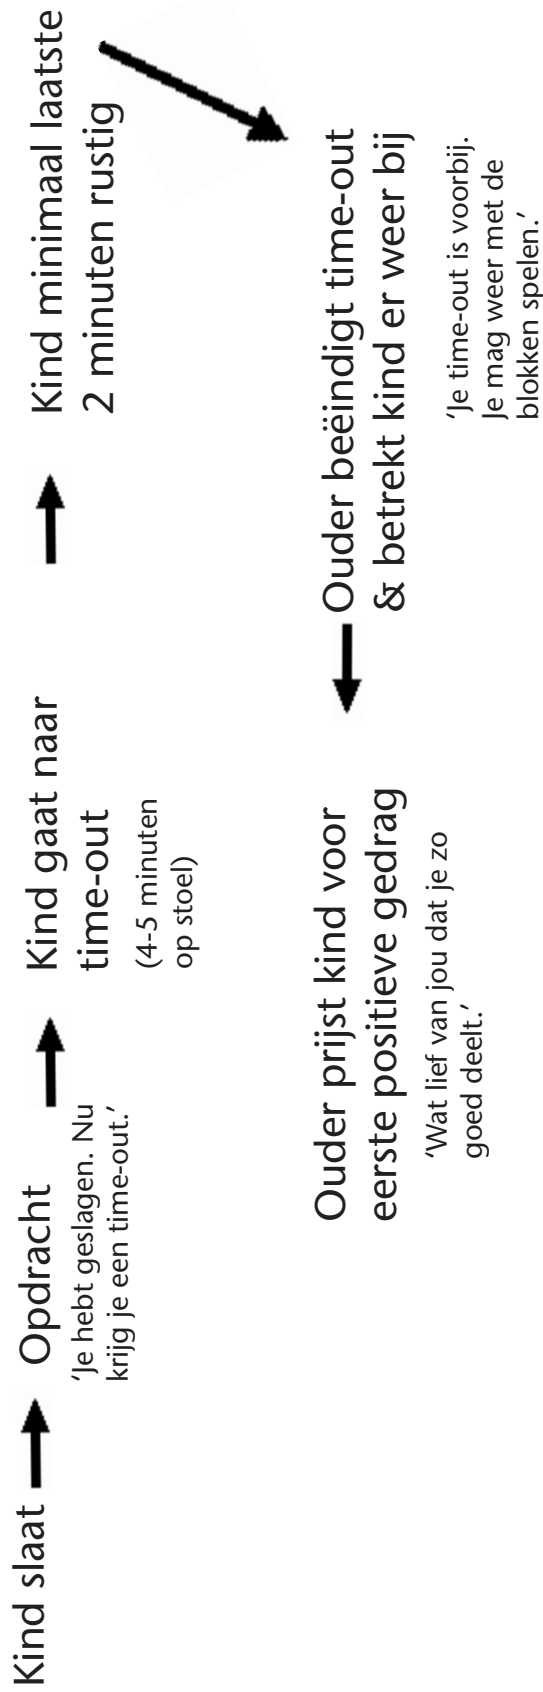 Kind slaat
Opdracht
‘Je hebt geslagen. Nu
krijg je een time-out.’
Kind gaat naar
time-out
(4-5 minuten
op stoel)
Kind minimaal laatste
2 minuten rustig
Ouder beëindigt time-out
& betrekt kind er weer bij
‘Je time-out is voorbij.
Je mag weer met de
blokken spelen.’
Ouder prijst kind voor
eerste positieve gedrag
‘Wat lief van jou dat je zo
goed deelt.’